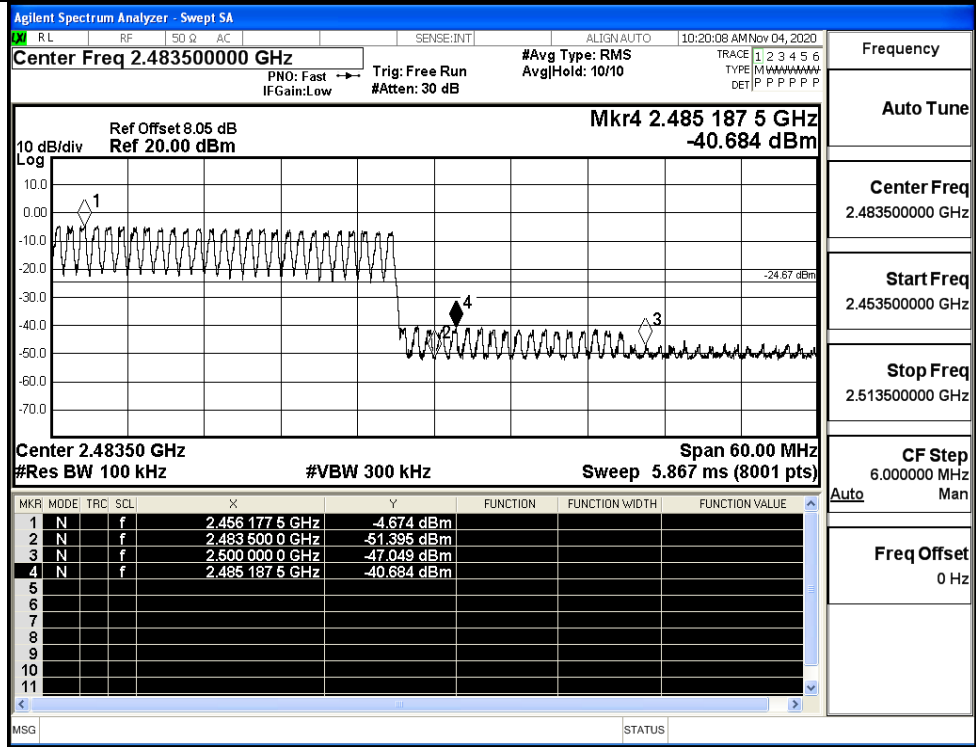 Agilent Spectrum Analyzer - Swept SA
LXI RL RF 50 Ω AC SENSE:INT ALIGN AUTO 10:20:08 AM Nov 04, 2020
Center Freq 2.483500000 GHz
PNO: Fast
IFGain:Low
Trig: Free Run
#Atten: 30 dB
#Avg Type: RMS
Avg|Hold: 10/10
TRACE 1 2 3 4 5 6
TYPE M WWWWW
DET P P P P P P
Mkr4 2.485 187 5 GHz
-40.684 dBm
Ref Offset 8.05 dB
10 dB/div Ref 20.00 dBm
Log
10.0
0.00
-10.0
-20.0
-30.0
-40.0
-50.0
-60.0
-70.0
1
2
4
3
-24.67 dBm
Center 2.48350 GHz Span 60.00 MHz
#Res BW 100 kHz #VBW 300 kHz Sweep 5.867 ms (8001 pts)
MKR MODE TRC SCL X Y FUNCTION FUNCTION WIDTH FUNCTION VALUE
1 N f 2.456 177 5 GHz -4.674 dBm
2 N f 2.483 500 0 GHz -51.395 dBm
3 N f 2.500 000 0 GHz -47.049 dBm
4 N f 2.485 187 5 GHz -40.684 dBm
5
6
7
8
9
10
11
MSG STATUS
Frequency
Auto Tune
Center Freq
2.483500000 GHz
Start Freq
2.453500000 GHz
Stop Freq
2.513500000 GHz
CF Step
6.000000 MHz
Auto Man
Freq Offset
0 Hz